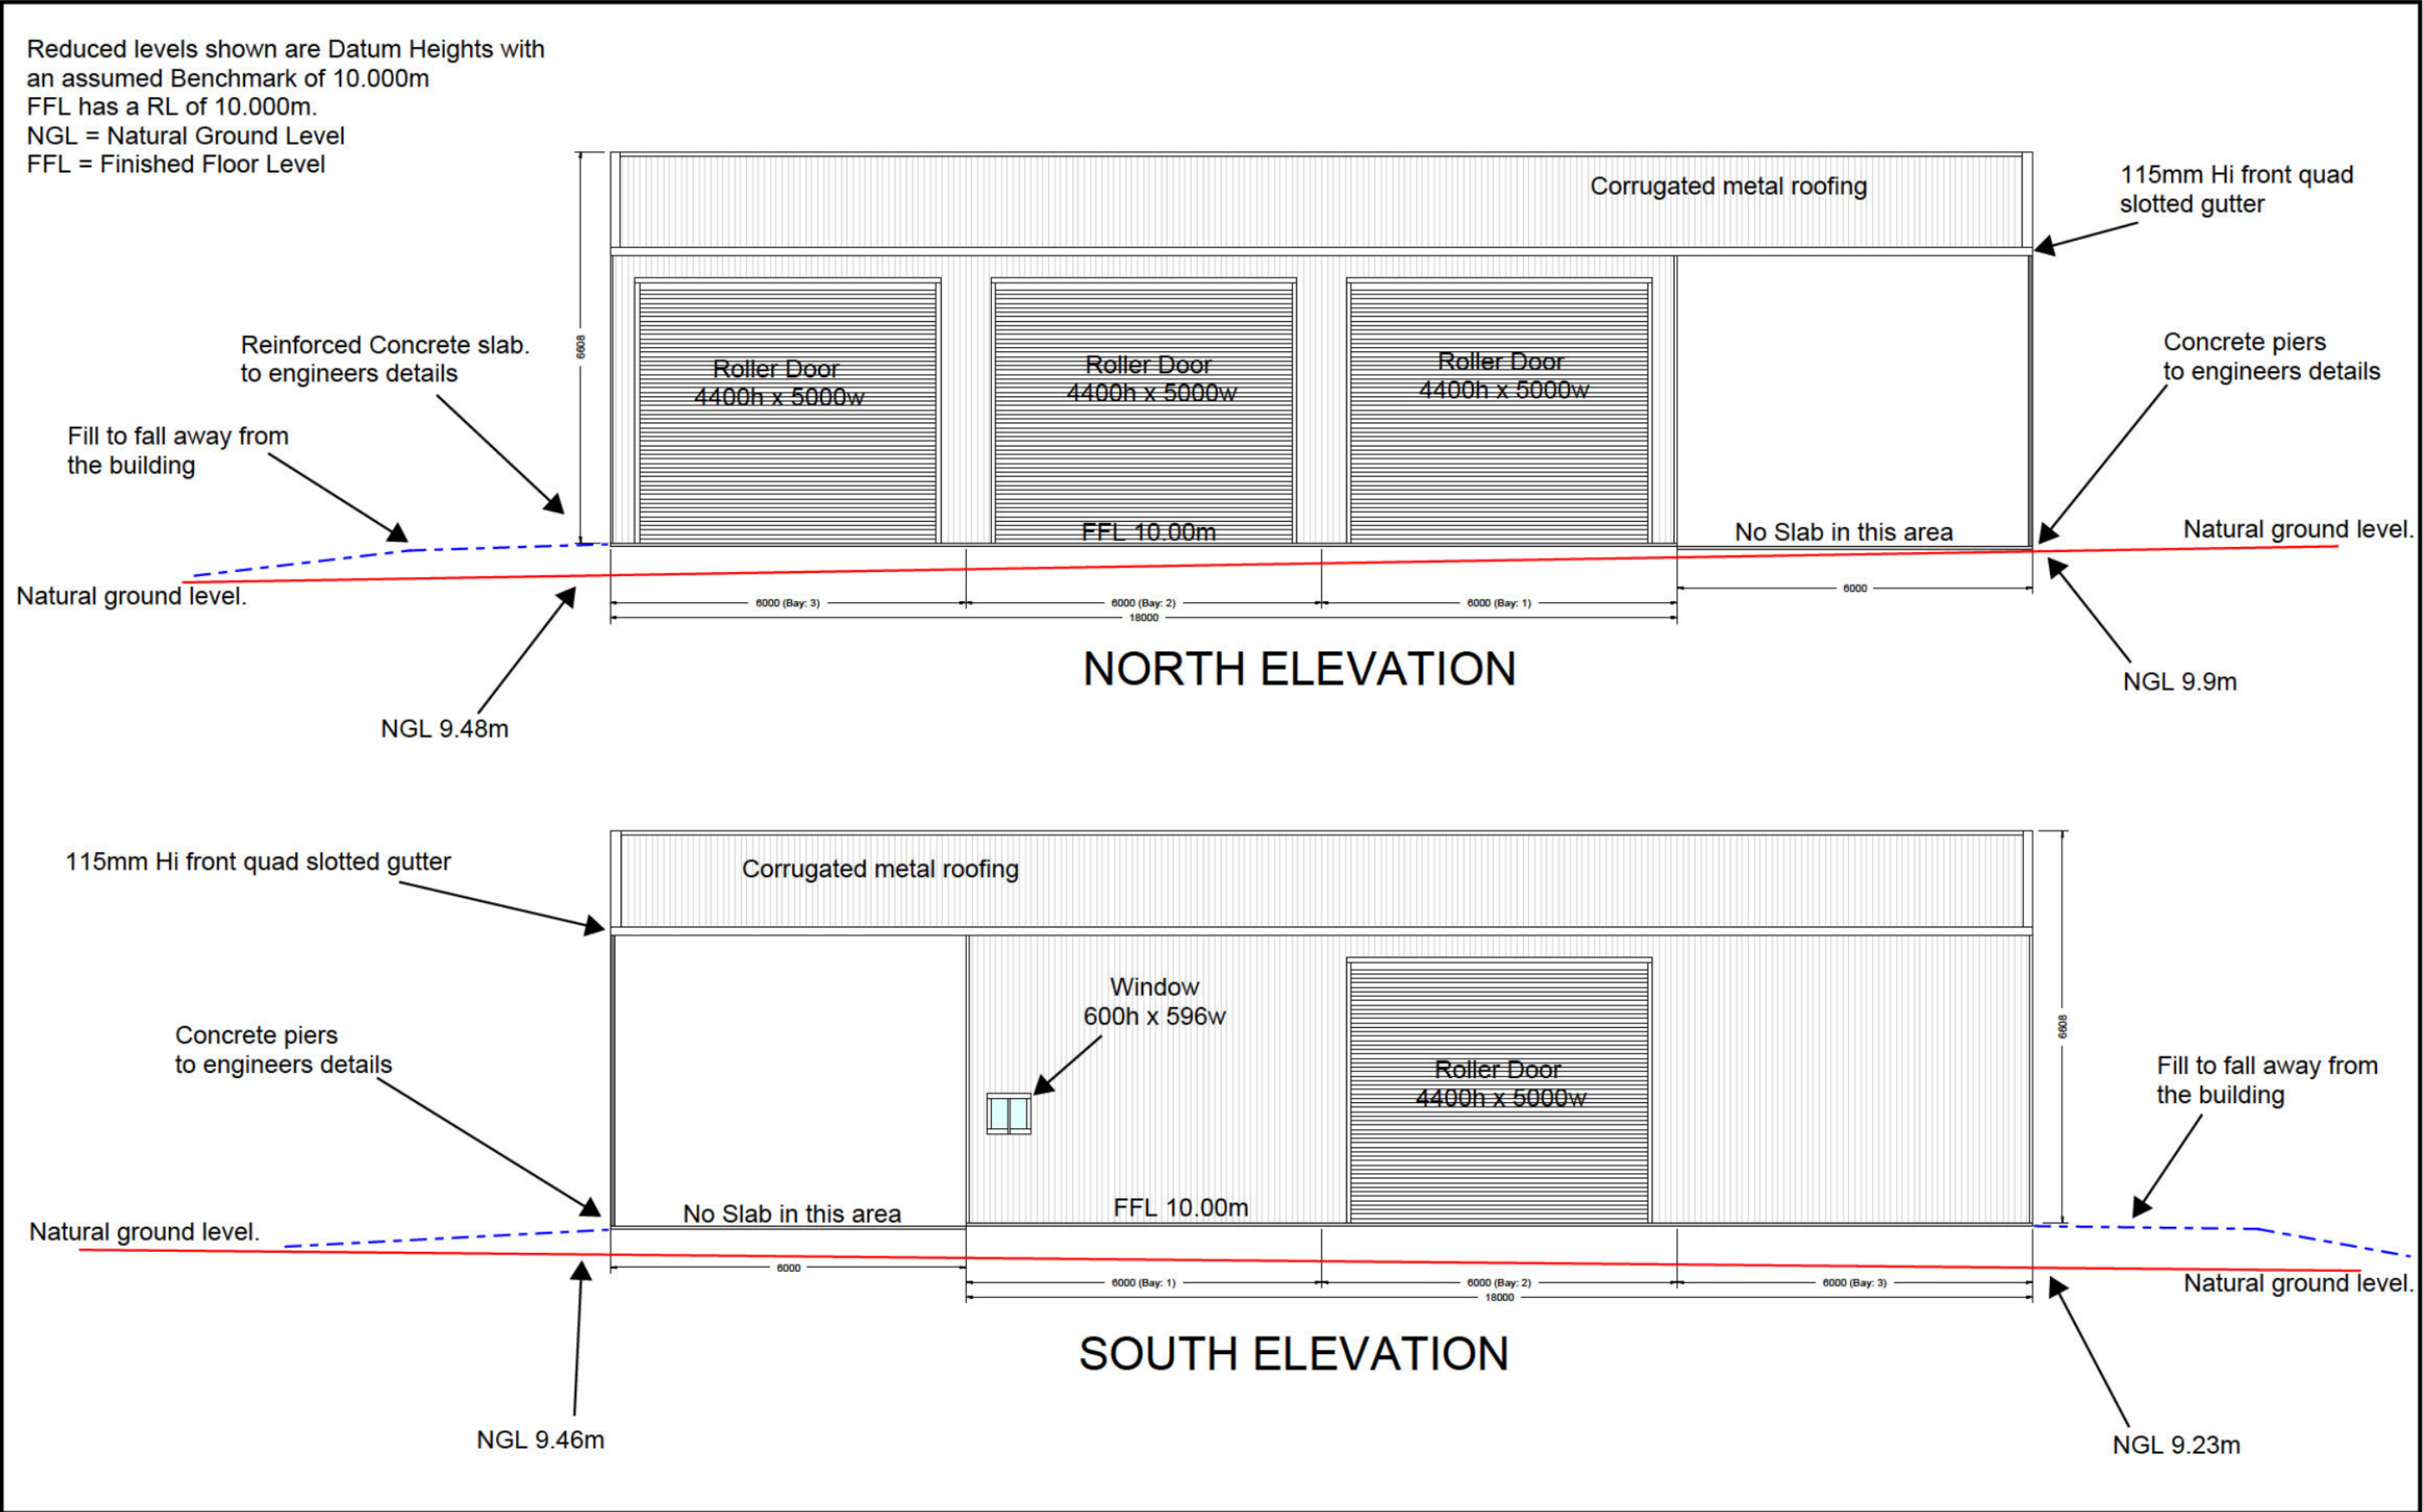 Reduced levels shown are Datum Heights with
an assumed Benchmark of 10.000m
FFL has a RL of 10.000m.
NGL = Natural Ground Level
FFL = Finished Floor Level
Corrugated metal roofing
115mm Hi front quad
slotted gutter
6608
Reinforced Concrete slab.
to engineers details
Roller Door
4400h x 5000w
Roller Door
4400h x 5000w
Roller Door
4400h x 5000w
Concrete piers
to engineers details
Fill to fall away from
the building
FFL 10.00m
No Slab in this area
Natural ground level.
Natural ground level.
6000 (Bay: 3)
6000 (Bay: 2)
6000 (Bay: 1)
6000
18000
NORTH ELEVATION
NGL 9.48m
NGL 9.9m
115mm Hi front quad slotted gutter
Corrugated metal roofing
Window
600h x 596w
6608
Concrete piers
to engineers details
Roller Door
4400h x 5000w
Fill to fall away from
the building
Natural ground level.
No Slab in this area
FFL 10.00m
6000
6000 (Bay: 1)
6000 (Bay: 2)
6000 (Bay: 3)
18000
Natural ground level.
SOUTH ELEVATION
NGL 9.46m
NGL 9.23m